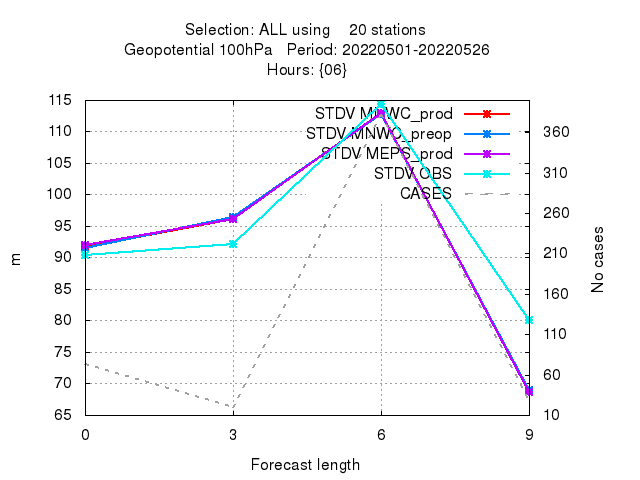 Selection: ALL using    20 stations
Geopotential 100hPa   Period: 20220501-20220526
Hours: {06}
115
110
105
100
95
90
85
80
75
70
65
m
STDV MNWC_prod
STDV MNWC_preop
STDV MEPS_prod
STDV OBS
CASES
360
310
260
210
160
110
60
10
No cases
0 3 6 9
Forecast length